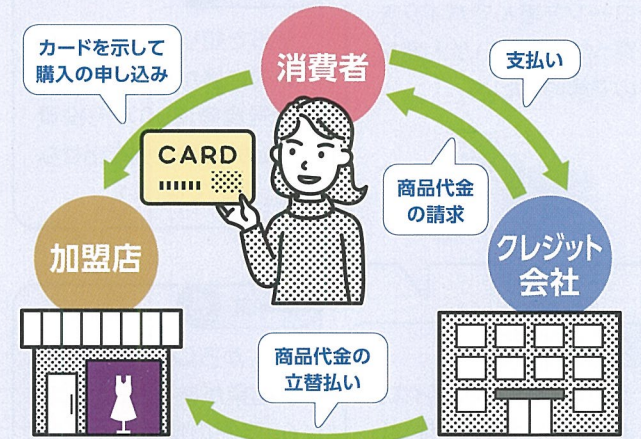 カードを示して
購入の申し込み
消費者
支払い
CARD
商品代金
の請求
加盟店
クレジット
会社
商品代金の
立替払い